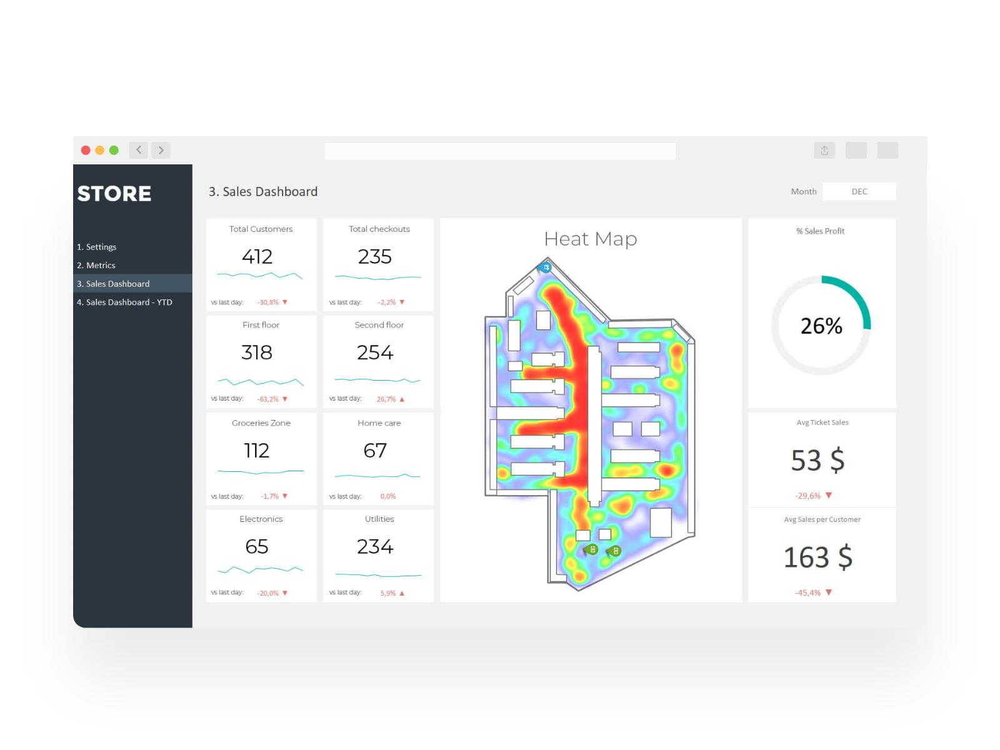 STORE
1. Settings
2. Metrics
3. Sales Dashboard
4. Sales Dashboard - YTD
3. Sales Dashboard
Month DEC
Total Customers
412
vs last day: -30,8% ▼
Total checkouts
235
vs last day: -2,2% ▼
First floor
318
vs last day: -63,2% ▼
Second floor
254
vs last day: 26,7% ▲
Groceries Zone
112
vs last day: -1,7% ▼
Home care
67
vs last day: 0,0%
Electronics
65
vs last day: -20,0% ▼
Utilities
234
vs last day: 5,9% ▲
Heat Map
% Sales Profit
26%
Avg Ticket Sales
53 $
-29,6% ▼
Avg Sales per Customer
163 $
-45,4% ▼